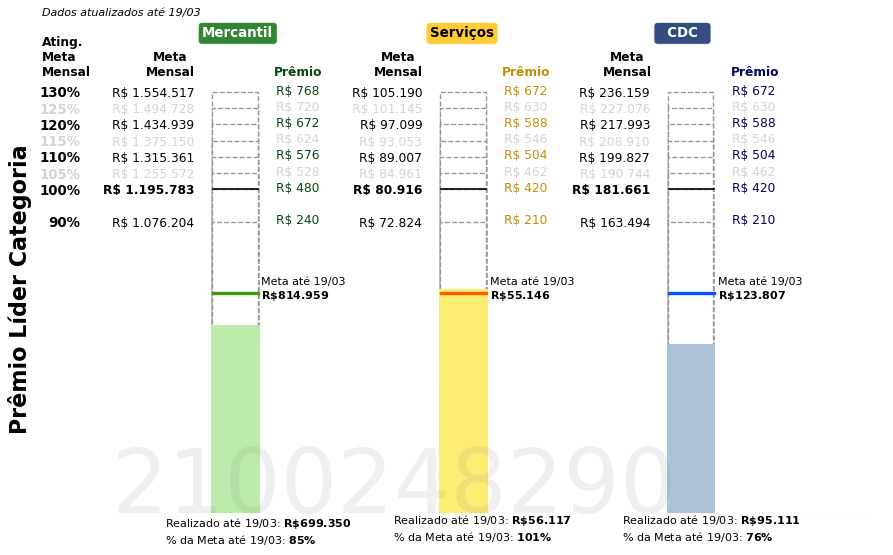 Dados atualizados até 19/03
Mercantil
Serviços
CDC
Ating.
Meta
Mensal
Meta
Mensal
Prêmio
Meta
Mensal
Prêmio
Meta
Mensal
Prêmio
130% R$ 1.554.517 R$ 768 R$ 105.190 R$ 672 R$ 236.159 R$ 672
125% R$ 1.494.728 R$ 720 R$ 101.145 R$ 630 R$ 227.076 R$ 630
120% R$ 1.434.939 R$ 672 R$ 97.099 R$ 588 R$ 217.993 R$ 588
115% R$ 1.375.150 R$ 624 R$ 93.053 R$ 546 R$ 208.910 R$ 546
110% R$ 1.315.361 R$ 576 R$ 89.007 R$ 504 R$ 199.827 R$ 504
105% R$ 1.255.572 R$ 528 R$ 84.961 R$ 462 R$ 190.744 R$ 462
100% R$ 1.195.783 R$ 480 R$ 80.916 R$ 420 R$ 181.661 R$ 420
90% R$ 1.076.204 R$ 240 R$ 72.824 R$ 210 R$ 163.494 R$ 210
Prêmio Líder Categoria
Meta até 19/03
R$814.959
Meta até 19/03
R$55.146
Meta até 19/03
R$123.807
2100248290
Realizado até 19/03: R$699.350
% da Meta até 19/03: 85%
Realizado até 19/03: R$56.117
% da Meta até 19/03: 101%
Realizado até 19/03: R$95.111
% da Meta até 19/03: 76%